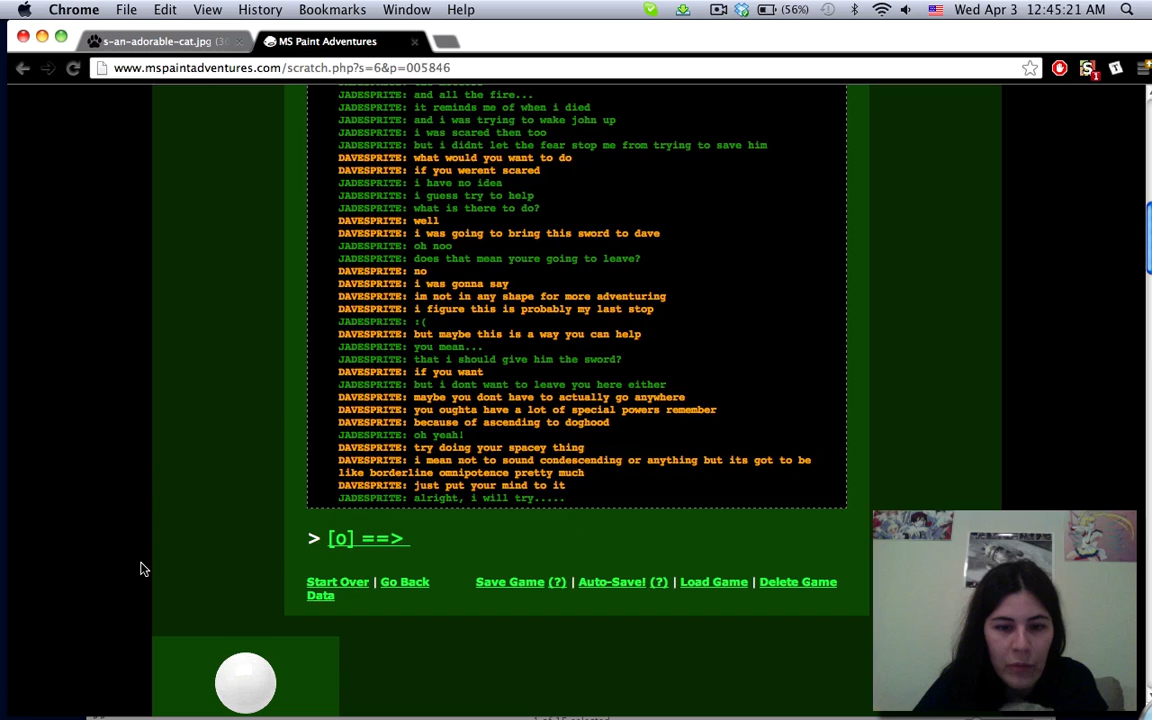 Chrome File Edit View History Bookmarks Window Help (56%) Wed Apr 3 12:45:21 AM
s-an-adorable-cat.jpg (3 MS Paint Adventures
www.mspaintadventures.com/scratch.php?s=6&p=005846
JADESPRITE: and all the fire...
JADESPRITE: it reminds me of when i died
JADESPRITE: and i was trying to wake john up
JADESPRITE: i was scared then too
JADESPRITE: but i didnt let the fear stop me from trying to save him
DAVESPRITE: what would you want to do
DAVESPRITE: if you werent scared
JADESPRITE: i have no idea
JADESPRITE: i guess try to help
JADESPRITE: what is there to do?
DAVESPRITE: well
DAVESPRITE: i was going to bring this sword to dave
JADESPRITE: oh noo
JADESPRITE: does that mean youre going to leave?
DAVESPRITE: no
DAVESPRITE: i was gonna say
DAVESPRITE: im not in any shape for more adventuring
DAVESPRITE: i figure this is probably my last stop
JADESPRITE: :(
DAVESPRITE: but maybe this is a way you can help
JADESPRITE: you mean...
JADESPRITE: that i should give him the sword?
DAVESPRITE: if you want
JADESPRITE: but i dont want to leave you here either
DAVESPRITE: maybe you dont have to actually go anywhere
DAVESPRITE: you oughta have a lot of special powers remember
DAVESPRITE: because of ascending to doghood
JADESPRITE: oh yeah!
DAVESPRITE: try doing your spacey thing
DAVESPRITE: i mean not to sound condescending or anything but its got to be
like borderline omnipotence pretty much
DAVESPRITE: just put your mind to it
JADESPRITE: alright, i will try.....
> [o] ==>
Start Over | Go Back Save Game (?) | Auto-Save! (?) | Load Game | Delete Game
Data